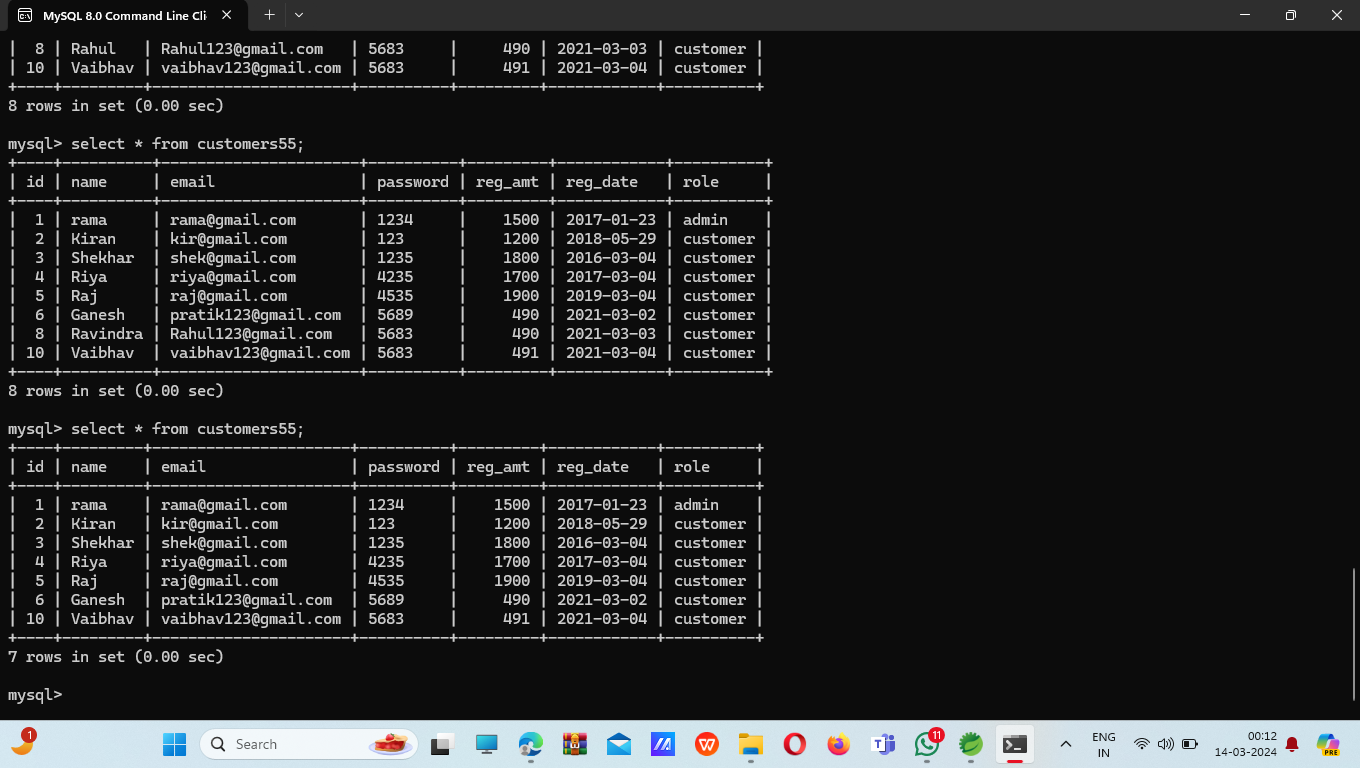 MySQL 8.0 Command Line Cli
|  8 | Rahul   | Rahul123@gmail.com   | 5683     |     490 | 2021-03-03 | customer |
| 10 | Vaibhav | vaibhav123@gmail.com | 5683     |     491 | 2021-03-04 | customer |
+----+---------+----------------------+----------+---------+------------+----------+
8 rows in set (0.00 sec)
mysql> select * from customers55;
+----+----------+----------------------+----------+---------+------------+----------+
| id | name     | email                | password | reg_amt | reg_date   | role     |
+----+----------+----------------------+----------+---------+------------+----------+
|  1 | rama     | rama@gmail.com       | 1234     |    1500 | 2017-01-23 | admin    |
|  2 | Kiran    | kir@gmail.com        | 123      |    1200 | 2018-05-29 | customer |
|  3 | Shekhar  | shek@gmail.com       | 1235     |    1800 | 2016-03-04 | customer |
|  4 | Riya     | riya@gmail.com       | 4235     |    1700 | 2017-03-04 | customer |
|  5 | Raj      | raj@gmail.com        | 4535     |    1900 | 2019-03-04 | customer |
|  6 | Ganesh   | pratik123@gmail.com  | 5689     |     490 | 2021-03-02 | customer |
|  8 | Ravindra | Rahul123@gmail.com   | 5683     |     490 | 2021-03-03 | customer |
| 10 | Vaibhav  | vaibhav123@gmail.com | 5683     |     491 | 2021-03-04 | customer |
+----+----------+----------------------+----------+---------+------------+----------+
8 rows in set (0.00 sec)
mysql> select * from customers55;
+----+---------+----------------------+----------+---------+------------+----------+
| id | name    | email                | password | reg_amt | reg_date   | role     |
+----+---------+----------------------+----------+---------+------------+----------+
|  1 | rama    | rama@gmail.com       | 1234     |    1500 | 2017-01-23 | admin    |
|  2 | Kiran   | kir@gmail.com        | 123      |    1200 | 2018-05-29 | customer |
|  3 | Shekhar | shek@gmail.com       | 1235     |    1800 | 2016-03-04 | customer |
|  4 | Riya    | riya@gmail.com       | 4235     |    1700 | 2017-03-04 | customer |
|  5 | Raj     | raj@gmail.com        | 4535     |    1900 | 2019-03-04 | customer |
|  6 | Ganesh  | pratik123@gmail.com  | 5689     |     490 | 2021-03-02 | customer |
| 10 | Vaibhav | vaibhav123@gmail.com | 5683     |     491 | 2021-03-04 | customer |
+----+---------+----------------------+----------+---------+------------+----------+
7 rows in set (0.00 sec)
mysql>
1
Search
11
ENG
IN
00:12
14-03-2024
PRE